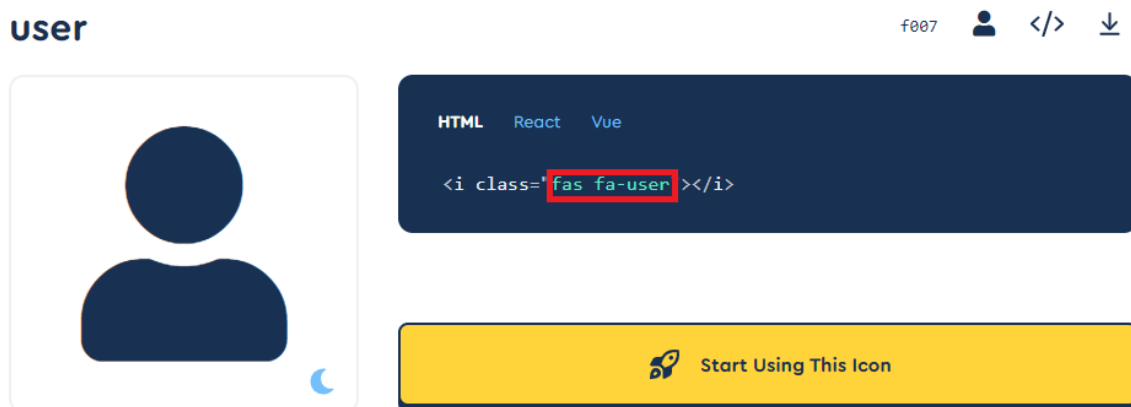 user
f007
</>
HTML React Vue
<i class="fas fa-user"></i>
Start Using This Icon